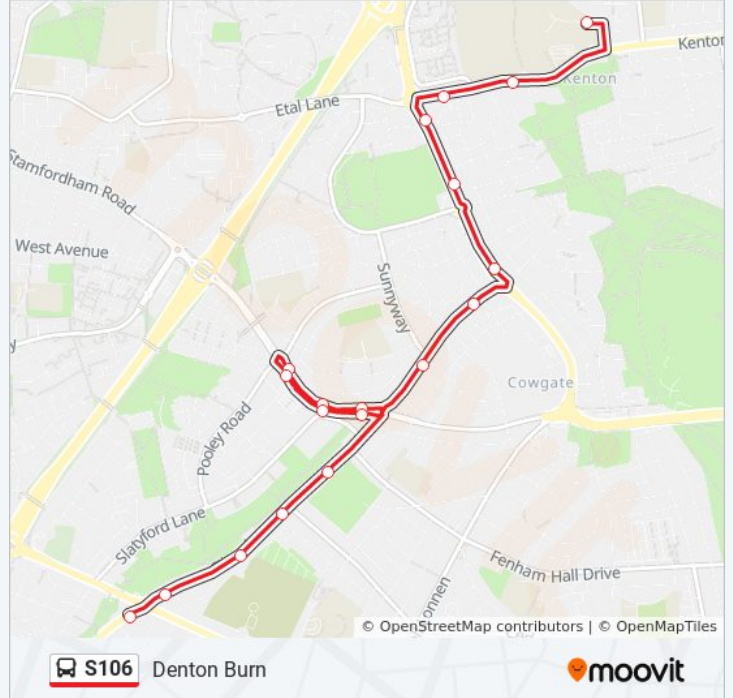 Kenton
Kenton
Etal Lane
Stamfordham Road
West Avenue
Sunnyway
Cowgate
Pooley Road
Slatyford Lane
Fenham Hall Drive
© OpenStreetMap contributors | © OpenMapTiles
S106 Denton Burn
moovit